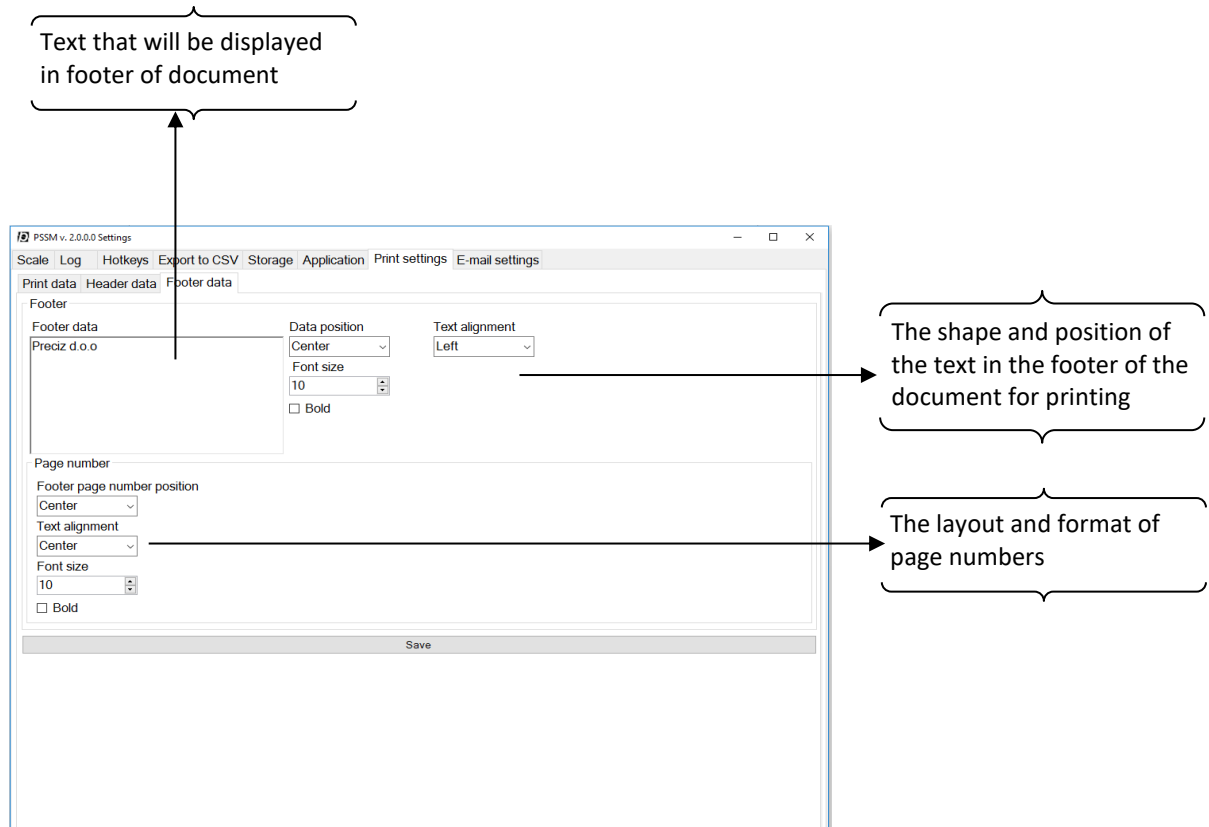 Text that will be displayed
in footer of document
PSSM v. 2.0.0.0 Settings
Scale Log Hotkeys Export to CSV Storage Application Print settings E-mail settings
Print data Header data Footer data
Footer
Footer data
Preciz d.o.o
Data position
Center
Font size
10
Bold
Text alignment
Left
The shape and position of
the text in the footer of the
document for printing
Page number
Footer page number position
Center
Text alignment
Center
Font size
10
Bold
The layout and format of
page numbers
Save